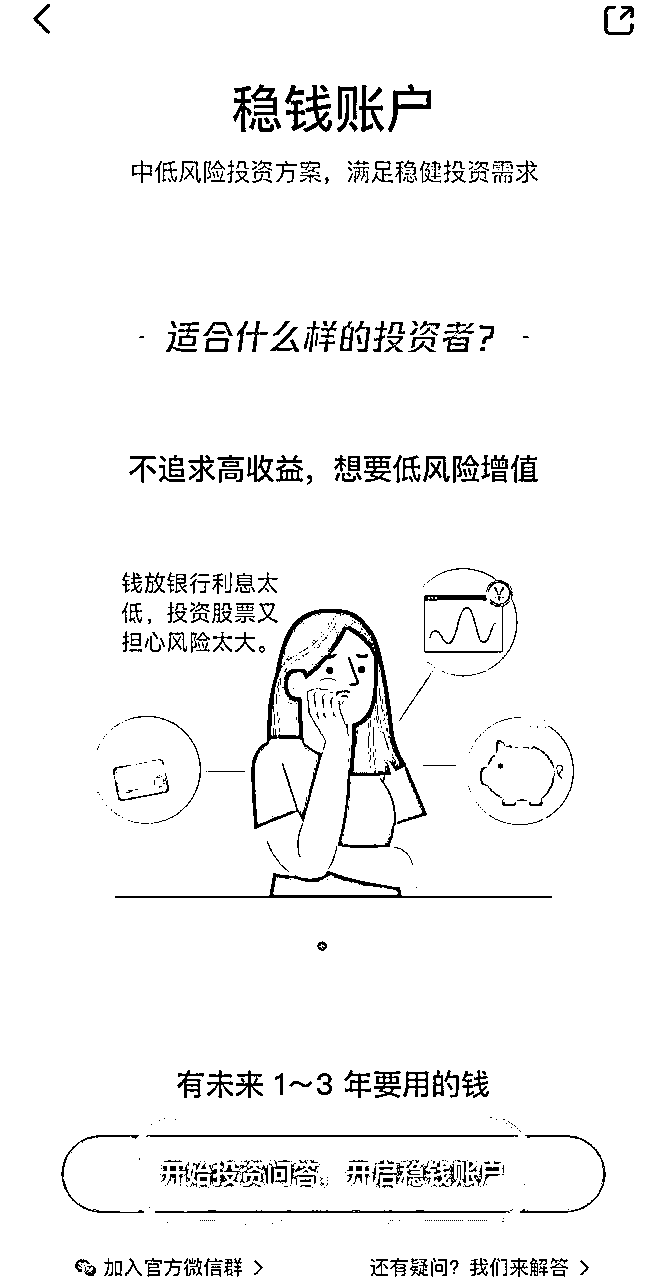 稳钱账户
中低风险投资方案，满足稳健投资需求
- 适合什么样的投资者? -
不追求高收益，想要低风险增值
钱放银行利息太
低，投资股票又
担心风险太大。
¥
有未来 1～3 年要用的钱
开始投资问答，开启稳钱账户
加入官方微信群 >
还有疑问？我们来解答 >